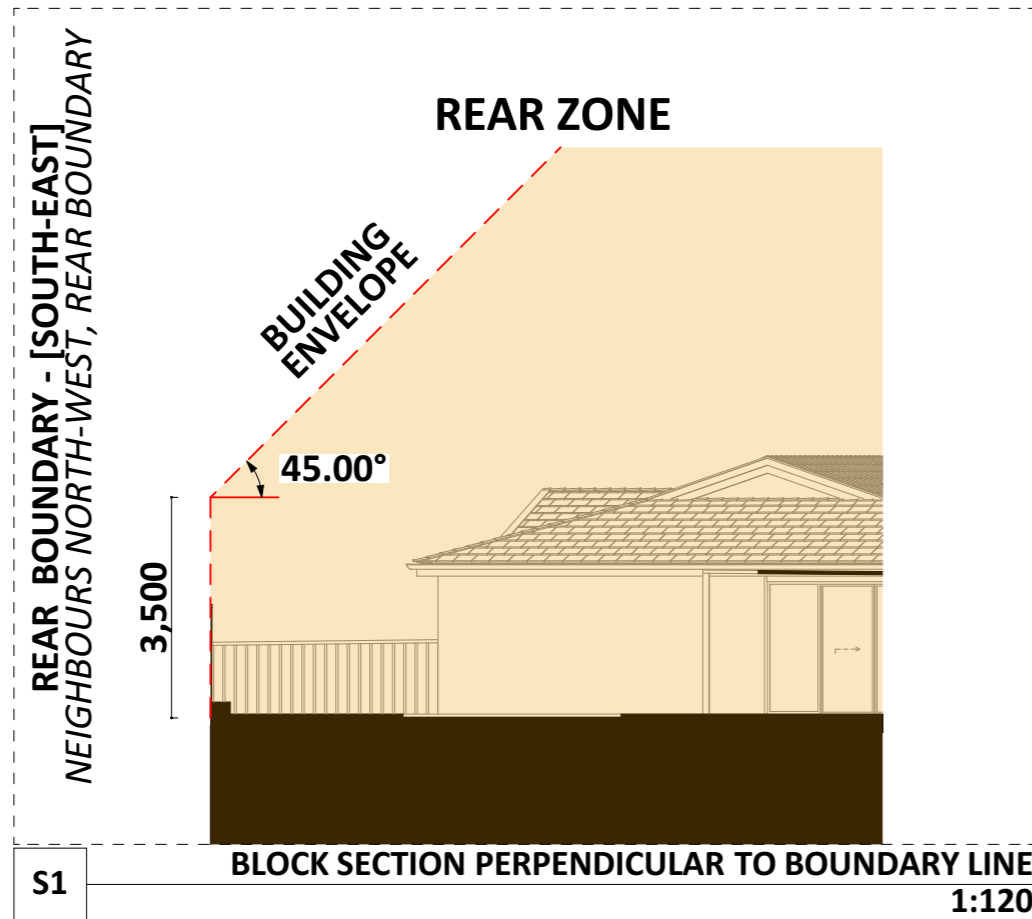 REAR BOUNDARY - [SOUTH-EAST]
NEIGHBOURS NORTH-WEST, REAR BOUNDARY
REAR ZONE
BUILDING
ENVELOPE
45.00°
3,500
S1
BLOCK SECTION PERPENDICULAR TO BOUNDARY LINE
1:120